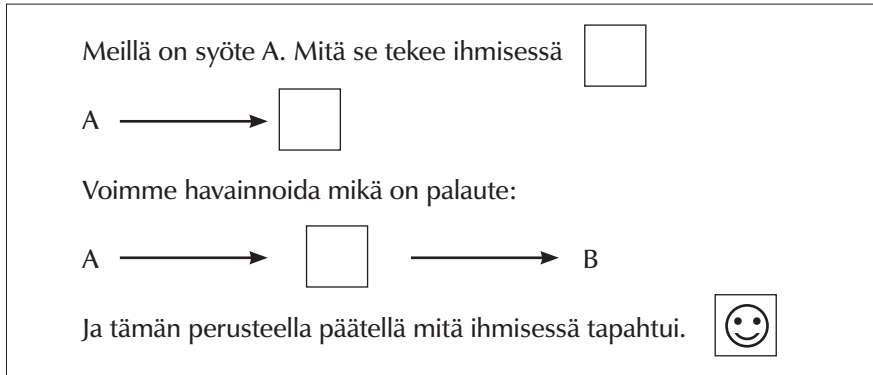 Meillä on syöte A. Mitä se tekee ihmisessä
A
Voimme havainnoida mikä on palaute:
A B
Ja tämän perusteella päätellä mitä ihmisessä tapahtui.